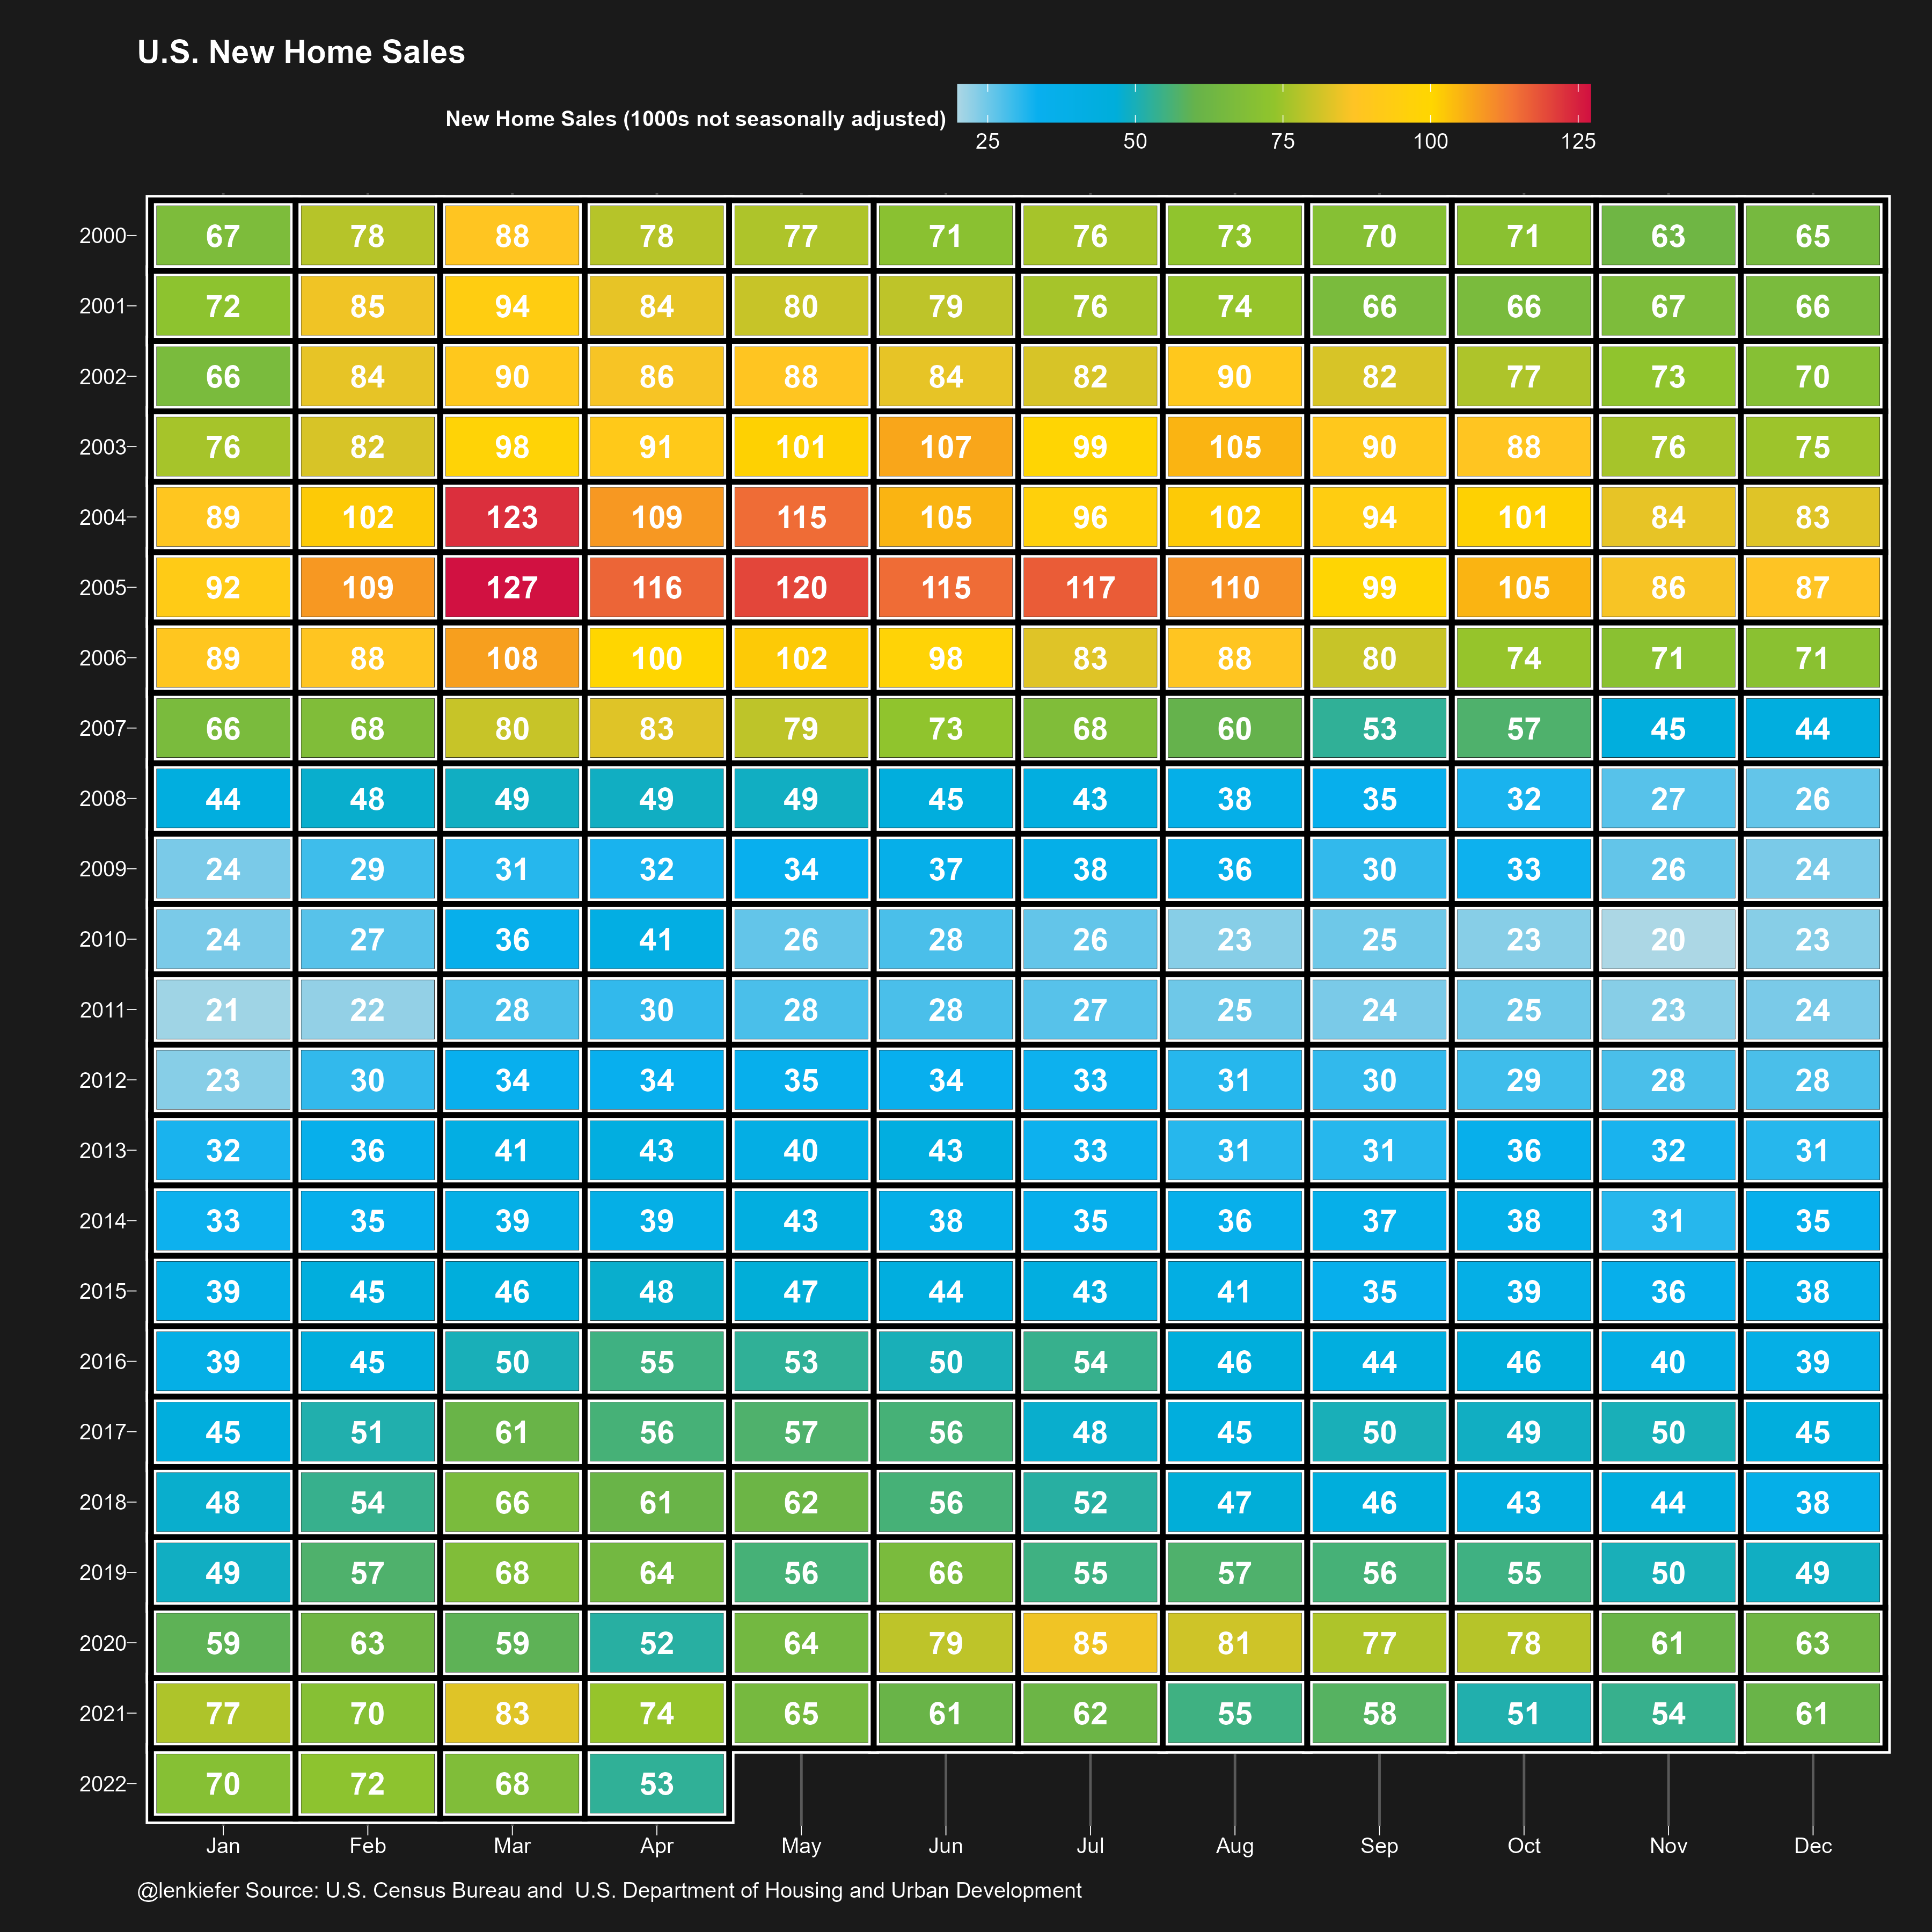 U.S. New Home Sales
New Home Sales (1000s not seasonally adjusted)
25 50 75 100 125
2000 67 78 88 78 77 71 76 73 70 71 63 65
2001 72 85 94 84 80 79 76 74 66 66 67 66
2002 66 84 90 86 88 84 82 90 82 77 73 70
2003 76 82 98 91 101 107 99 105 90 88 76 75
2004 89 102 123 109 115 105 96 102 94 101 84 83
2005 92 109 127 116 120 115 117 110 99 105 86 87
2006 89 88 108 100 102 98 83 88 80 74 71 71
2007 66 68 80 83 79 73 68 60 53 57 45 44
2008 44 48 49 49 49 45 43 38 35 32 27 26
2009 24 29 31 32 34 37 38 36 30 33 26 24
2010 24 27 36 41 26 28 26 23 25 23 20 23
2011 21 22 28 30 28 28 27 25 24 25 23 24
2012 23 30 34 34 35 34 33 31 30 29 28 28
2013 32 36 41 43 40 43 33 31 31 36 32 31
2014 33 35 39 39 43 38 35 36 37 38 31 35
2015 39 45 46 48 47 44 43 41 35 39 36 38
2016 39 45 50 55 53 50 54 46 44 46 40 39
2017 45 51 61 56 57 56 48 45 50 49 50 45
2018 48 54 66 61 62 56 52 47 46 43 44 38
2019 49 57 68 64 56 66 55 57 56 55 50 49
2020 59 63 59 52 64 79 85 81 77 78 61 63
2021 77 70 83 74 65 61 62 55 58 51 54 61
2022 70 72 68 53
Jan Feb Mar Apr May Jun Jul Aug Sep Oct Nov Dec
@lenkiefer Source: U.S. Census Bureau and  U.S. Department of Housing and Urban Development